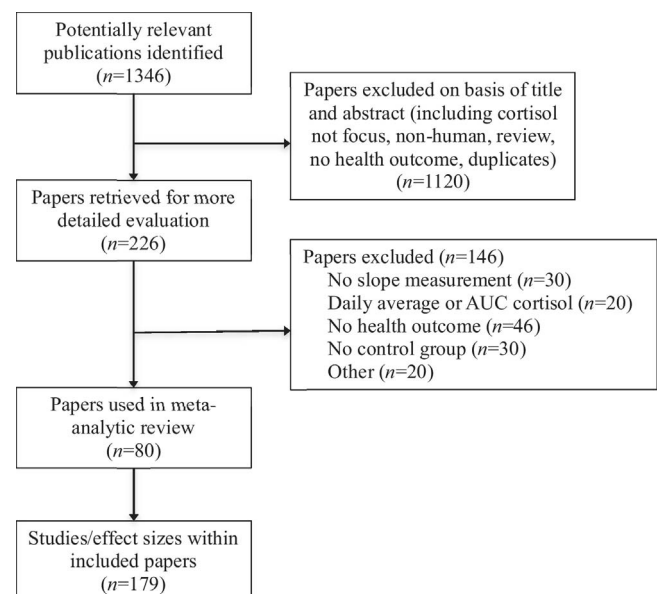 Potentially relevant
publications identified
(n=1346)
Papers excluded on basis of title
and abstract (including cortisol
not focus, non-human, review,
no health outcome, duplicates)
(n=1120)
Papers retrieved for more
detailed evaluation
(n=226)
Papers excluded (n=146)
No slope measurement (n=30)
Daily average or AUC cortisol (n=20)
No health outcome (n=46)
No control group (n=30)
Other (n=20)
Papers used in meta-
analytic review
(n=80)
Studies/effect sizes within
included papers
(n=179)